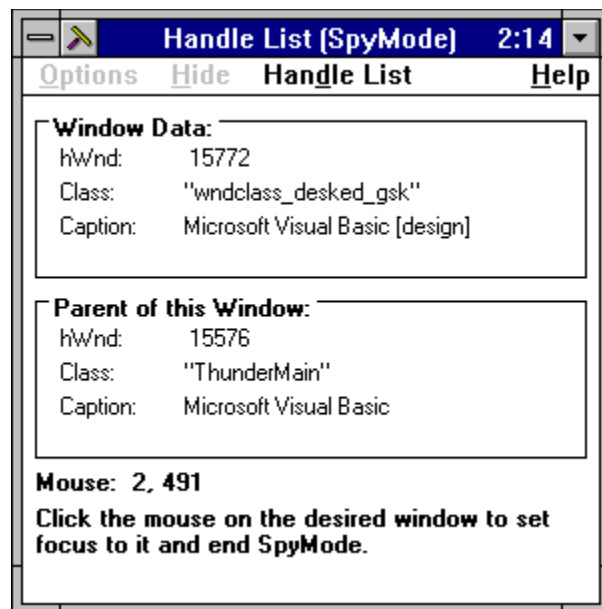 Handle List (SpyMode) 2:14
Options Hide Handle List Help
Window Data:
hWnd: 15772
Class: "wndclass_desked_gsk"
Caption: Microsoft Visual Basic [design]
Parent of this Window:
hWnd: 15576
Class: "ThunderMain"
Caption: Microsoft Visual Basic
Mouse: 2, 491
Click the mouse on the desired window to set
focus to it and end SpyMode.